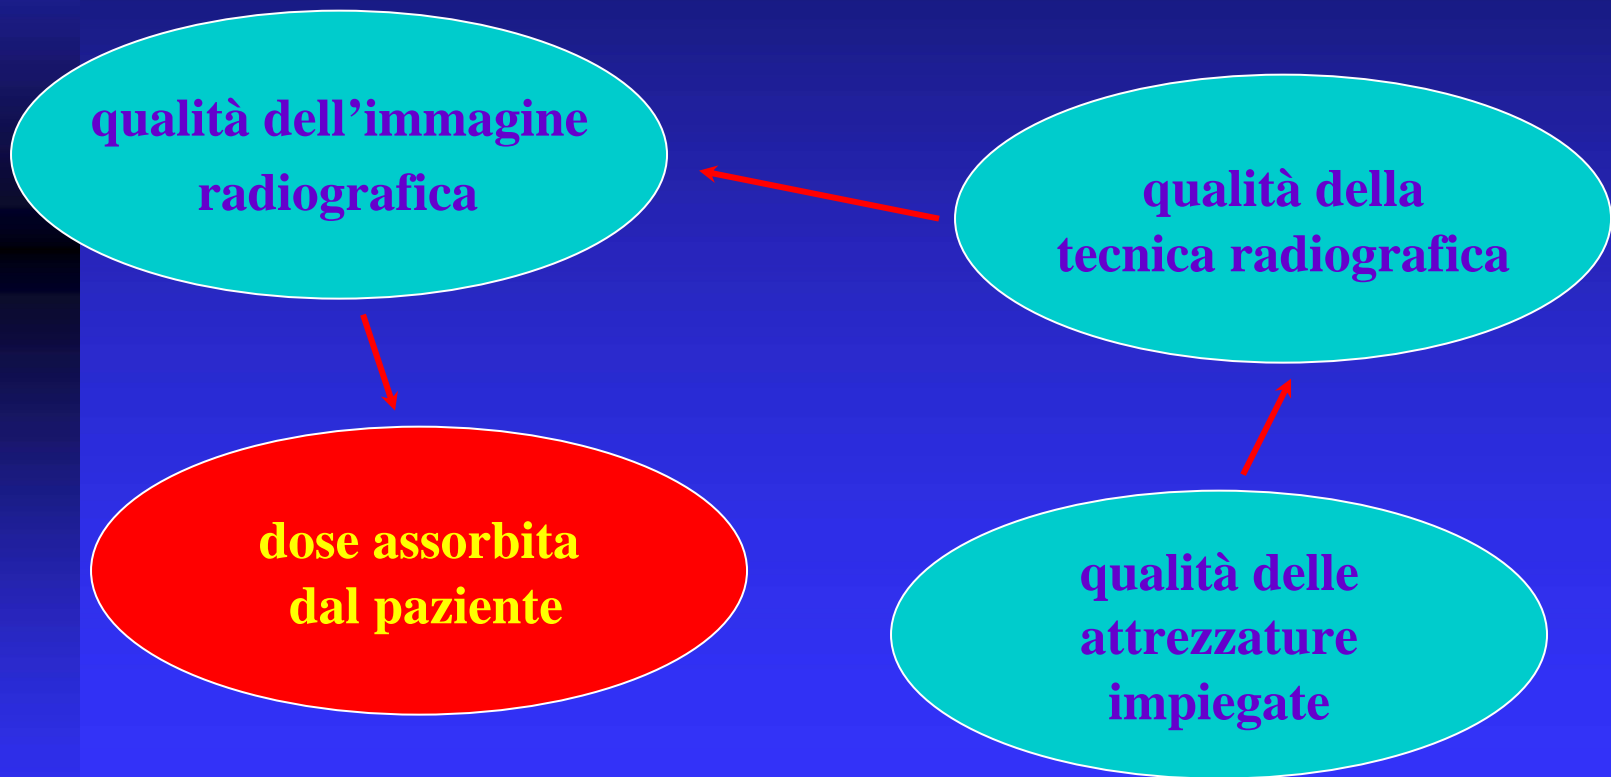 qualità dell’immagine
radiografica
qualità della
tecnica radiografica
dose assorbita
dal paziente
qualità delle
attrezzature
impiegate